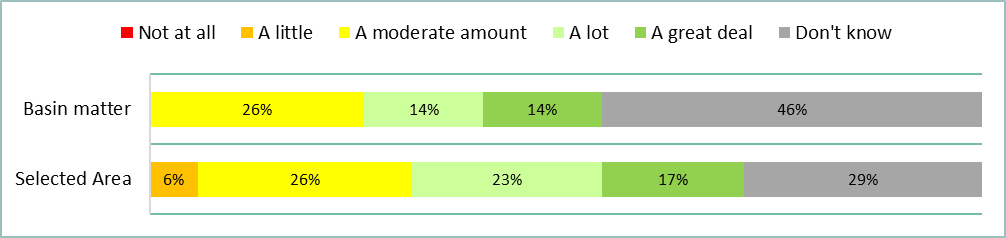 Not at all A little A moderate amount A lot A great deal Don't know
Basin matter 26% 14% 14% 46%
Selected Area 6% 26% 23% 17% 29%